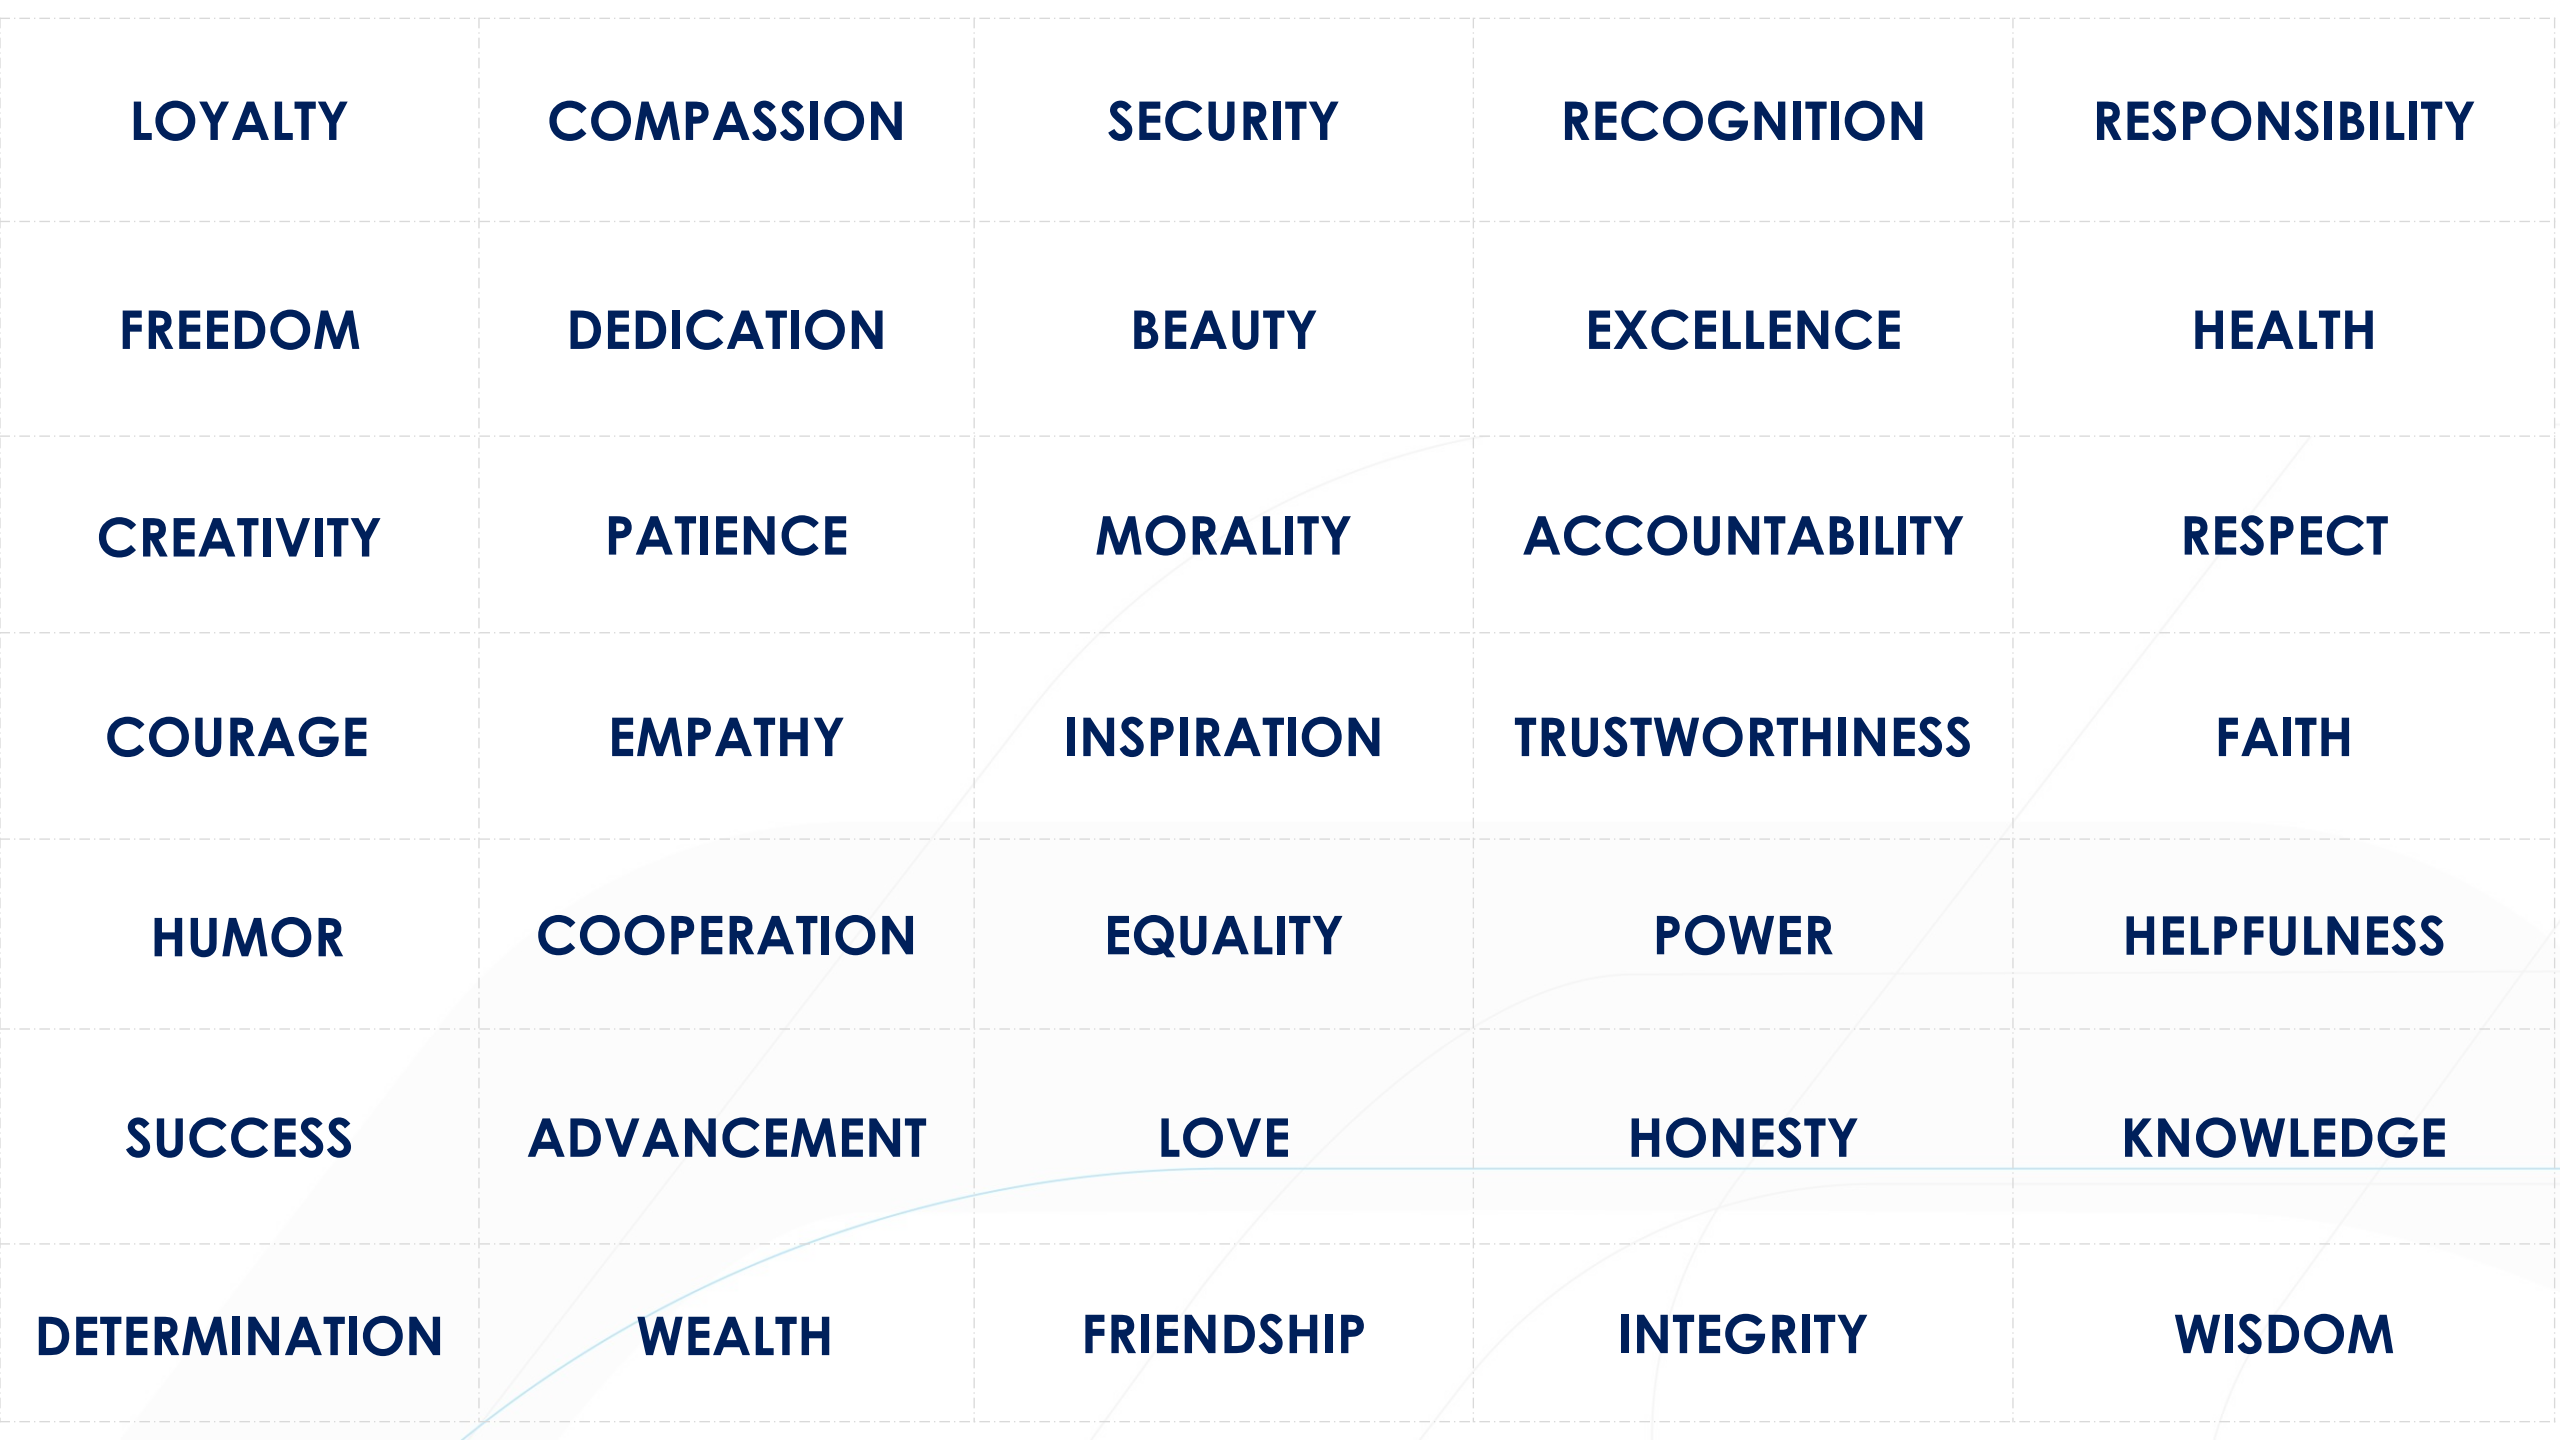 LOYALTY COMPASSION SECURITY RECOGNITION RESPONSIBILITY
FREEDOM DEDICATION BEAUTY EXCELLENCE HEALTH
CREATIVITY PATIENCE MORALITY ACCOUNTABILITY RESPECT
COURAGE EMPATHY INSPIRATION TRUSTWORTHINESS FAITH
HUMOR COOPERATION EQUALITY POWER HELPFULNESS
SUCCESS ADVANCEMENT LOVE HONESTY KNOWLEDGE
DETERMINATION WEALTH FRIENDSHIP INTEGRITY WISDOM